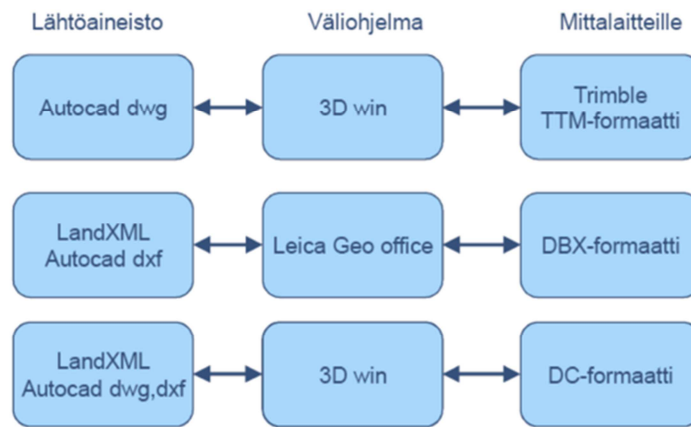 Lähtöaineisto
Väliohjelma
Mittalaitteille
Autocad dwg
3D win
Trimble
TTM-formaatti
LandXML
Autocad dxf
Leica Geo office
DBX-formaatti
LandXML
Autocad dwg,dxf
3D win
DC-formaatti